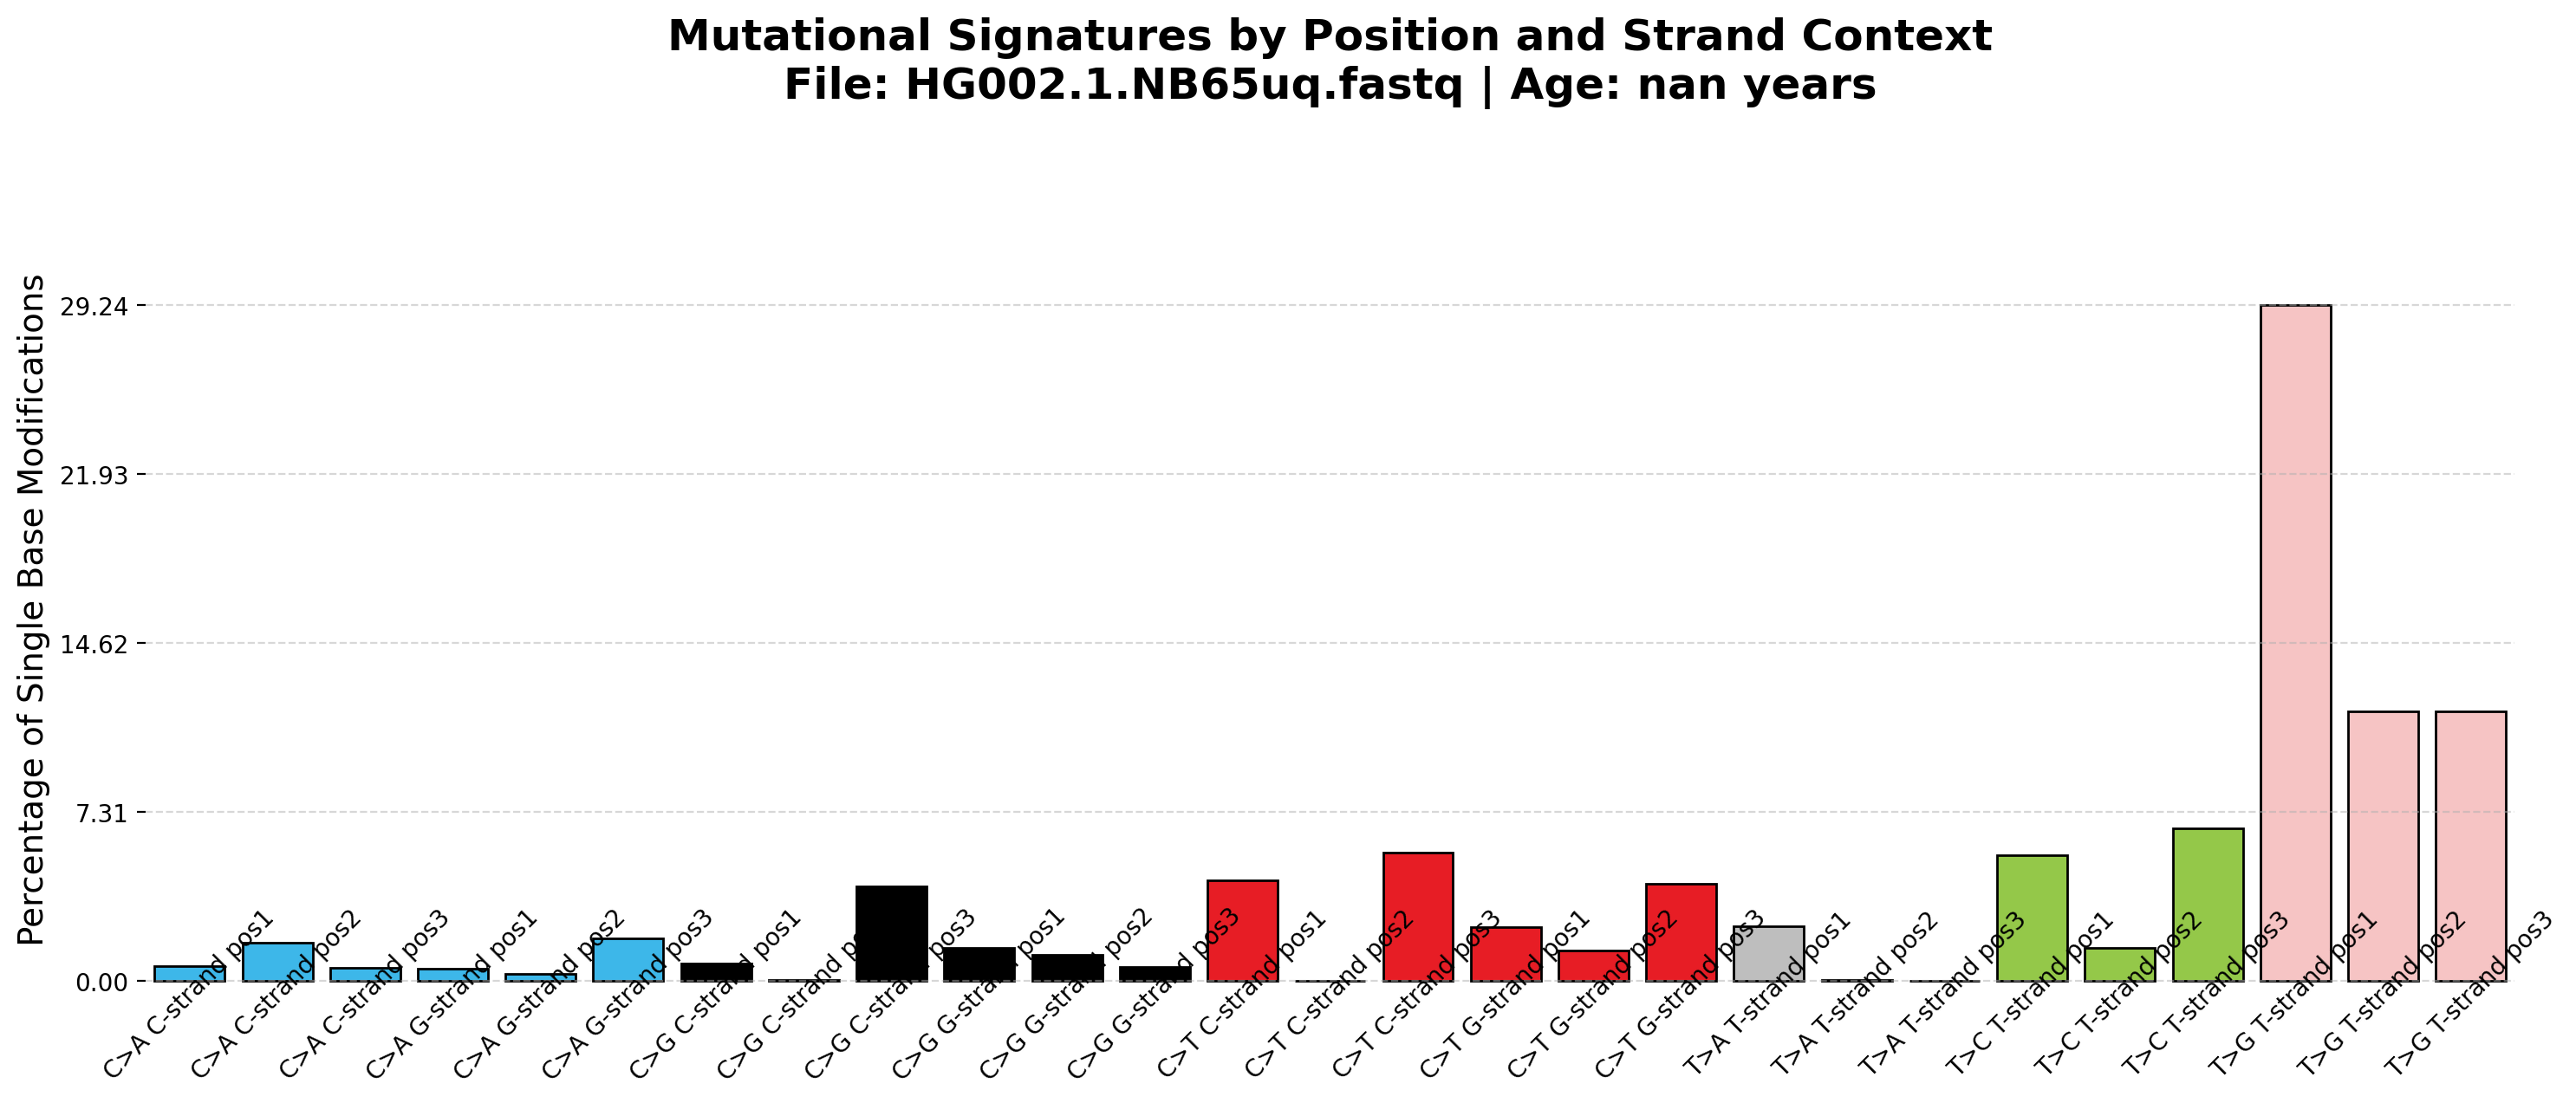 Mutational Signatures by Position and Strand Context
File: HG002.1.NB65uq.fastq | Age: nan years
Percentage of Single Base Modifications
29.24
21.93
14.62
7.31
0.00
C>A C-strand pos1
C>A C-strand pos2
C>A C-strand pos3
C>A G-strand pos1
C>A G-strand pos2
C>A G-strand pos3
C>G C-strand pos1
C>G C-strand pos2
C>G C-strand pos3
C>G G-strand pos1
C>G G-strand pos2
C>G G-strand pos3
C>T C-strand pos1
C>T C-strand pos2
C>T C-strand pos3
C>T G-strand pos1
C>T G-strand pos2
C>T G-strand pos3
T>A T-strand pos1
T>A T-strand pos2
T>A T-strand pos3
T>C T-strand pos1
T>C T-strand pos2
T>C T-strand pos3
T>G T-strand pos1
T>G T-strand pos2
T>G T-strand pos3